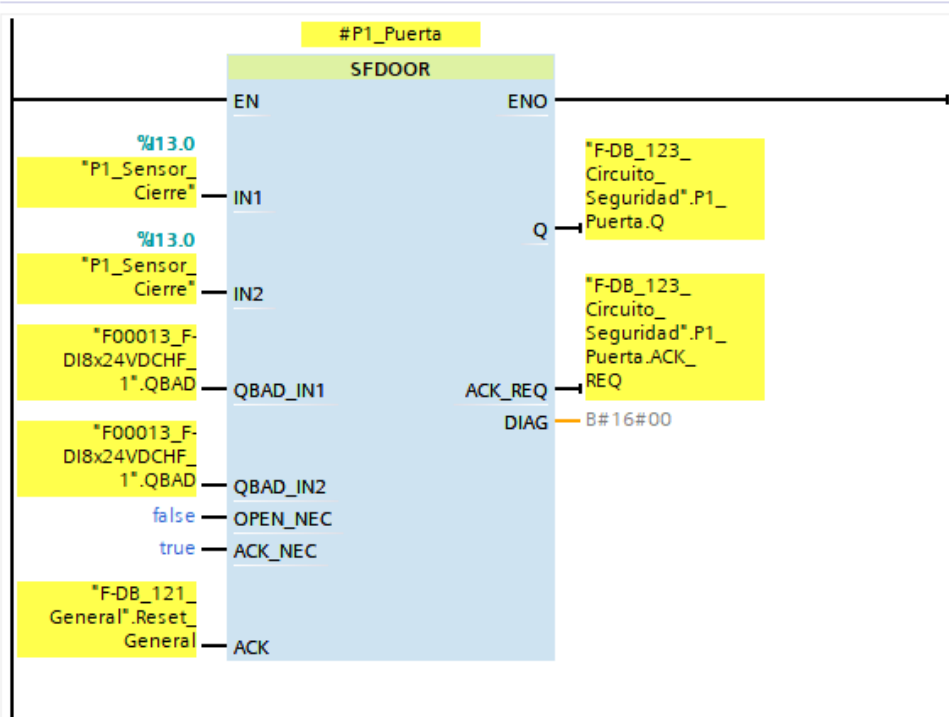 #P1_Puerta
SFDOOR
EN
ENO
%I13.0
"P1_Sensor_
Cierre"
IN1
"F-DB_123_
Circuito_
Seguridad".P1_
Puerta.Q
Q
%I13.0
"P1_Sensor_
Cierre"
IN2
"F-DB_123_
Circuito_
Seguridad".P1_
Puerta.ACK_
REQ
ACK_REQ
"F00013_F-
DI8x24VDCHF_
1".QBAD
QBAD_IN1
DIAG
B#16#00
"F00013_F-
DI8x24VDCHF_
1".QBAD
QBAD_IN2
false
OPEN_NEC
true
ACK_NEC
"F-DB_121_
General".Reset_
General
ACK